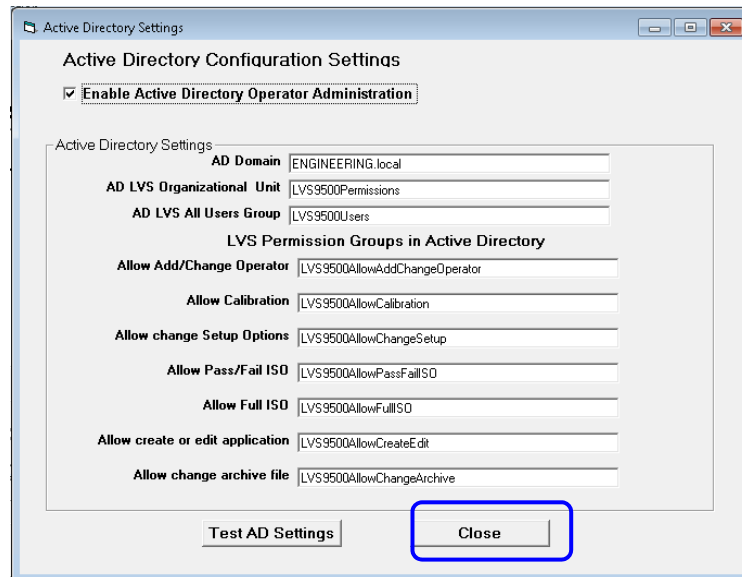 Active Directory Settings
Active Directory Configuration Settings
Enable Active Directory Operator Administration
Active Directory Settings
AD Domain ENGINEERING.local
AD LVS Organizational Unit LVS9500Permissions
AD LVS All Users Group LVS9500Users
LVS Permission Groups in Active Directory
Allow Add/Change Operator LVS9500AllowAddChangeOperator
Allow Calibration LVS9500AllowCalibration
Allow change Setup Options LVS9500AllowChangeSetup
Allow Pass/Fail ISO LVS9500AllowPassFailISO
Allow Full ISO LVS9500AllowFullISO
Allow create or edit application LVS9500AllowCreateEdit
Allow change archive file LVS9500AllowChangeArchive
Test AD Settings Close